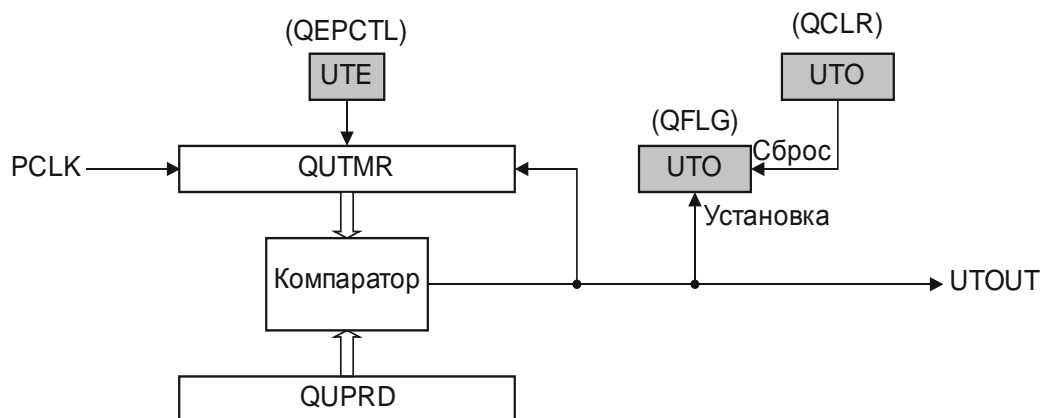 (QEPCTL)
(QCLR)
UTE
UTO
(QFLG)
PCLK
QUTMR
UTO
Сброс
Установка
Компаратор
UTOUT
QUPRD